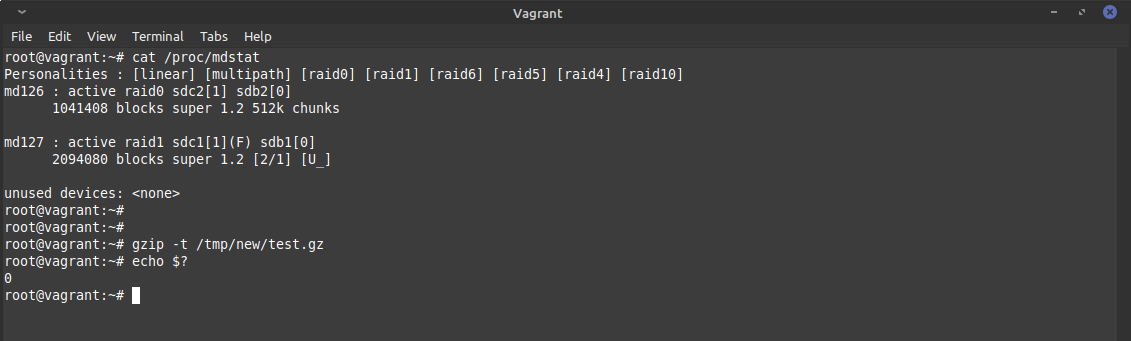 Vagrant
File Edit View Terminal Tabs Help
root@vagrant:~# cat /proc/mdstat
Personalities : [linear] [multipath] [raid0] [raid1] [raid6] [raid5] [raid4] [raid10]
md126 : active raid0 sdc2[1] sdb2[0]
      1041408 blocks super 1.2 512k chunks

md127 : active raid1 sdc1[1](F) sdb1[0]
      2094080 blocks super 1.2 [2/1] [U_]

unused devices: <none>
root@vagrant:~#
root@vagrant:~#
root@vagrant:~# gzip -t /tmp/new/test.gz
root@vagrant:~# echo $?
0
root@vagrant:~#